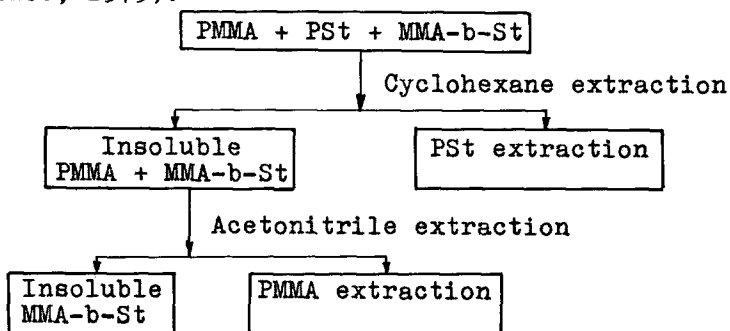 PMMA + PSt + MMA-b-St
Cyclohexane extraction
Insoluble
PMMA + MMA-b-St
PSt extraction
Acetonitrile extraction
Insoluble
MMA-b-St
PMMA extraction